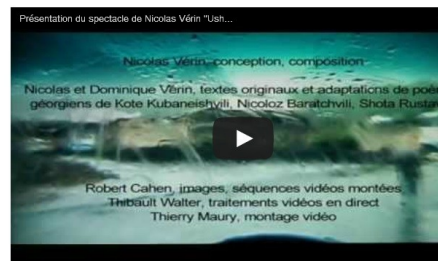 Présentation du spectacle de Nicolas Vérin "Ush...
Nicolas Vérin, conception, composition
Nicolas et Dominique Vérin, textes originaux et adaptations de poè
géorgiens de Kote Kubaneishvili, Nicoloz Baratchvili, Shota Rusta
Robert Cahen, images, séquences vidéos montées
Thibault Walter, traitements vidéos en direct
Thierry Maury, montage vidéo